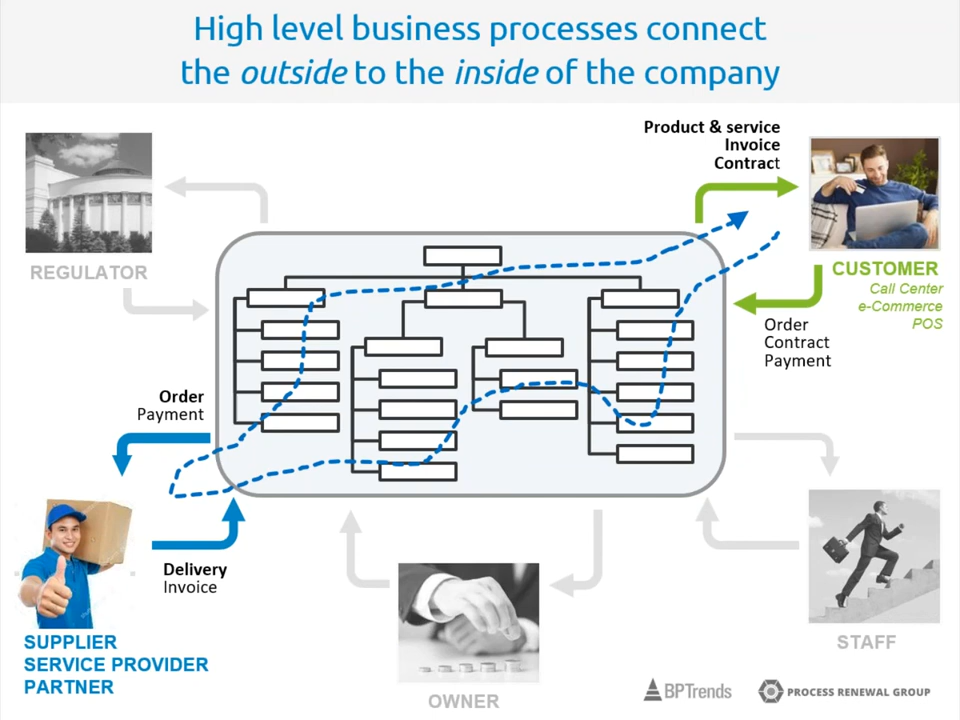 High level business processes connect
the outside to the inside of the company
Product & service
Invoice
Contract
REGULATOR
CUSTOMER
Call Center
e-Commerce
POS
Order
Contract
Payment
Order
Payment
Delivery
Invoice
SUPPLIER
SERVICE PROVIDER
PARTNER
OWNER
STAFF
BPTrends
PROCESS RENEWAL GROUP